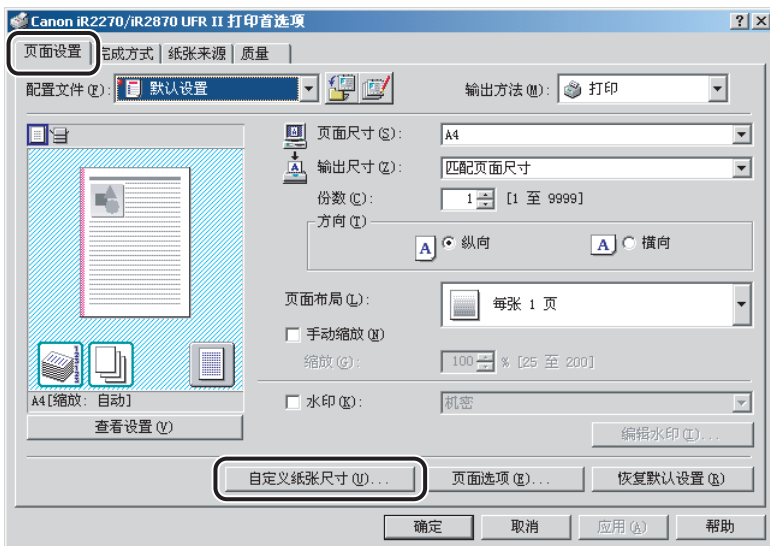 Canon iR2270/iR2870 UFR II 打印首选项
页面设置 完成方式 纸张来源 质量
配置文件(F): 默认设置 输出方法(M): 打印
页面尺寸(S): A4
输出尺寸(Z): 匹配页面尺寸
份数(C): 1 [1 至 9999]
方向(T)
A 纵向 A 横向
页面布局(L): 每张 1 页
手动缩放(N)
缩放(G): 100 % [25 至 200]
A4[缩放: 自动]
水印(K): 机密
查看设置(V) 编辑水印(I)...
自定义纸张尺寸(U)... 页面选项(E)... 恢复默认设置(R)
确定 取消 应用(A) 帮助